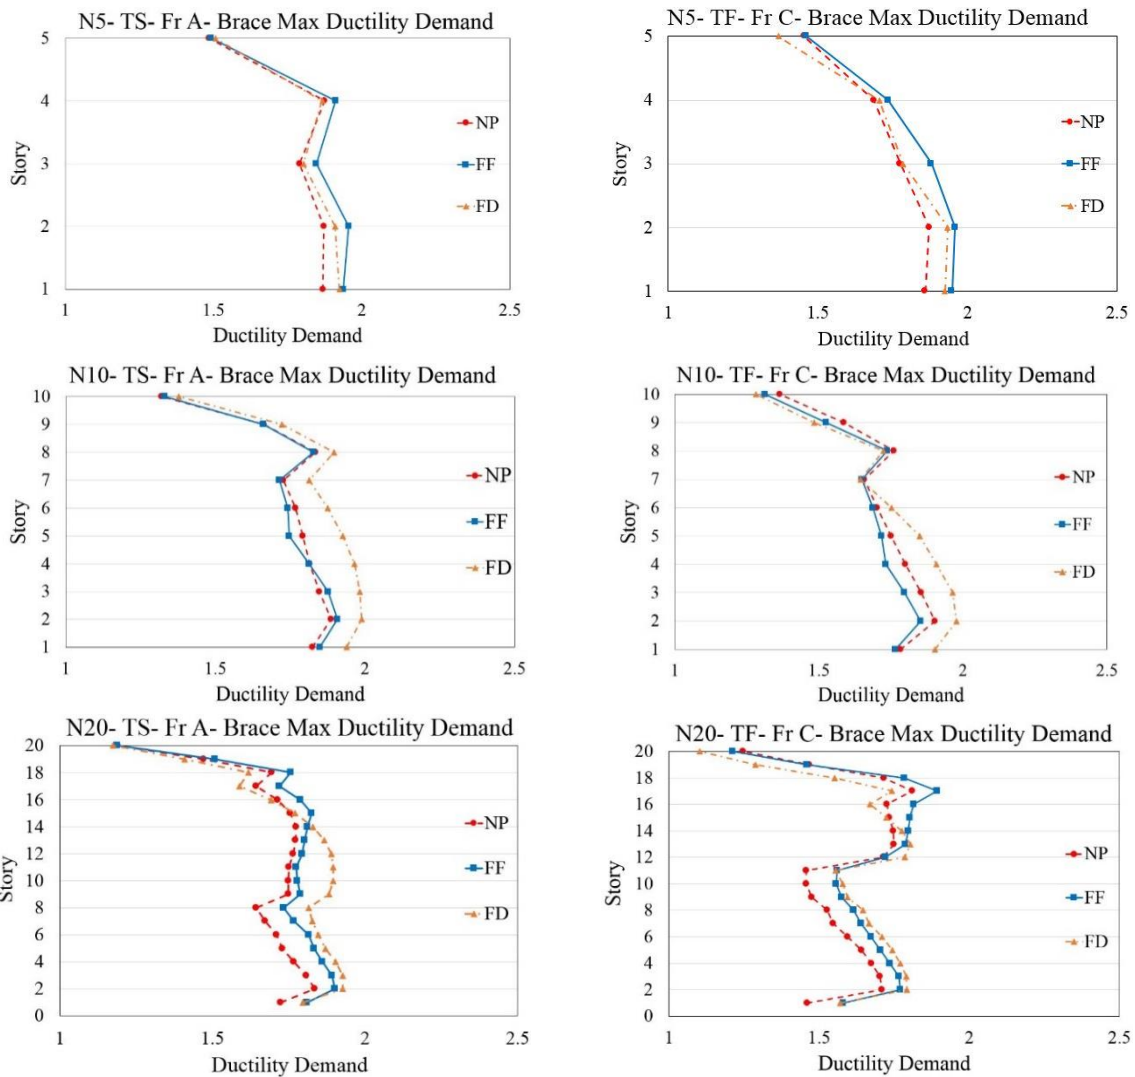 N5- TS- Fr A- Brace Max Ductility Demand
5
4
3
2
1
Story
1
1.5
2
2.5
Ductility Demand
NP
FF
FD
N5- TF- Fr C- Brace Max Ductility Demand
5
4
3
2
1
Story
1
1.5
2
2.5
Ductility Demand
NP
FF
FD
N10- TS- Fr A- Brace Max Ductility Demand
10
9
8
7
6
5
4
3
2
1
Story
1
1.5
2
2.5
Ductility Demand
NP
FF
FD
N10- TF- Fr C- Brace Max Ductility Demand
10
9
8
7
6
5
4
3
2
1
Story
1
1.5
2
2.5
Ductility Demand
NP
FF
FD
N20- TS- Fr A- Brace Max Ductility Demand
20
18
16
14
12
10
8
6
4
2
0
Story
1
1.5
2
2.5
Ductility Demand
NP
FF
FD
N20- TF- Fr C- Brace Max Ductility Demand
20
18
16
14
12
10
8
6
4
2
0
Story
1
1.5
2
2.5
Ductility Demand
NP
FF
FD